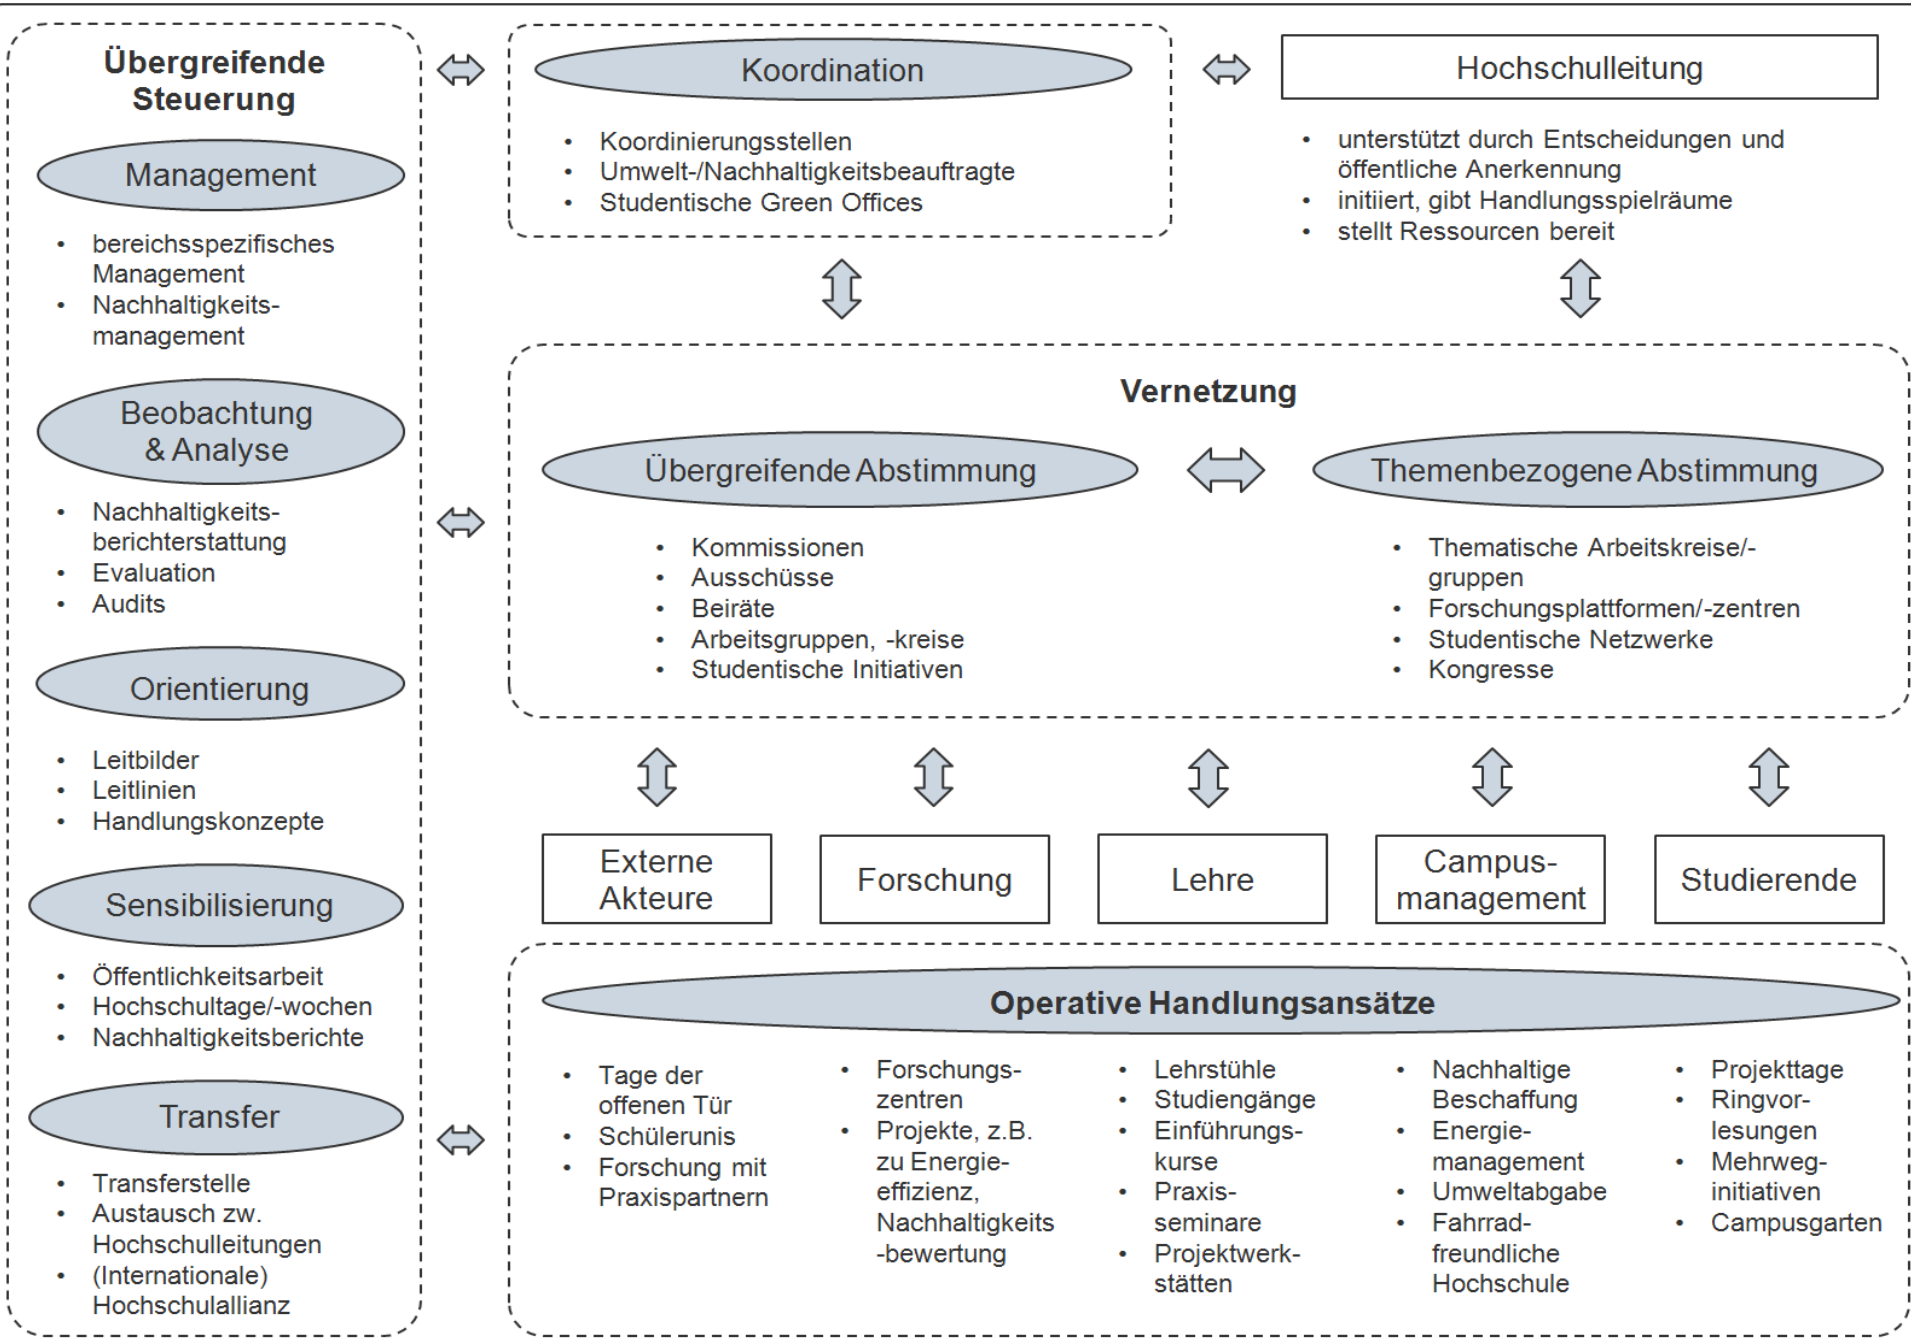 Übergreifende
Steuerung
Management
• bereichsspezifisches
Management
• Nachhaltigkeits-
management
Beobachtung
& Analyse
• Nachhaltigkeits-
berichterstattung
• Evaluation
• Audits
Orientierung
• Leitbilder
• Leitlinien
• Handlungskonzepte
Sensibilisierung
• Öffentlichkeitsarbeit
• Hochschultage/-wochen
• Nachhaltigkeitsberichte
Transfer
• Transferstelle
• Austausch zw.
Hochschulleitungen
• (Internationale)
Hochschulallianz
Koordination
• Koordinierungsstellen
• Umwelt-/Nachhaltigkeitsbeauftragte
• Studentische Green Offices
Hochschulleitung
• unterstützt durch Entscheidungen und
öffentliche Anerkennung
• initiiert, gibt Handlungsspielräume
• stellt Ressourcen bereit
Vernetzung
Übergreifende Abstimmung
• Kommissionen
• Ausschüsse
• Beiräte
• Arbeitsgruppen, -kreise
• Studentische Initiativen
Themenbezogene Abstimmung
• Thematische Arbeitskreise/-
gruppen
• Forschungsplattformen/-zentren
• Studentische Netzwerke
• Kongresse
Externe
Akteure
Forschung
Lehre
Campus-
management
Studierende
Operative Handlungsansätze
• Tage der
offenen Tür
• Schülerunis
• Forschung mit
Praxispartnern
• Forschungs-
zentren
• Projekte, z.B.
zu Energie-
effizienz,
Nachhaltigkeits
-bewertung
• Lehrstühle
• Studiengänge
• Einführungs-
kurse
• Praxis-
seminare
• Projektwerk-
stätten
• Nachhaltige
Beschaffung
• Energie-
management
• Umweltabgabe
• Fahrrad-
freundliche
Hochschule
• Projekttage
• Ringvor-
lesungen
• Mehrweg-
initiativen
• Campusgarten